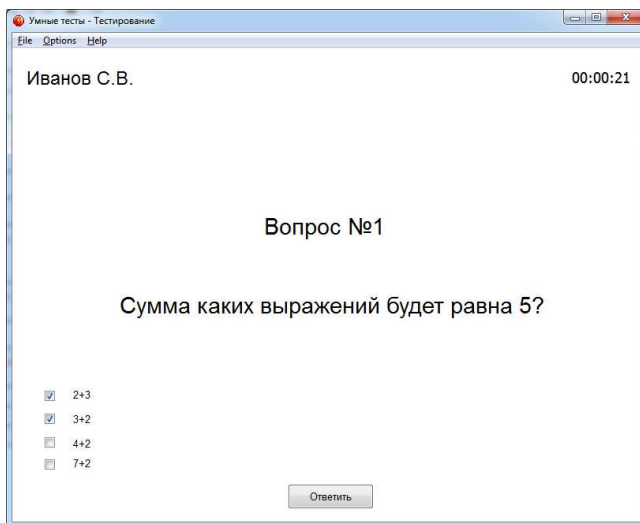 Умные тесты - Тестирование
File Options Help
Иванов С.В.
00:00:21
Вопрос №1
Сумма каких выражений будет равна 5?
2+3
3+2
4+2
7+2
Ответить